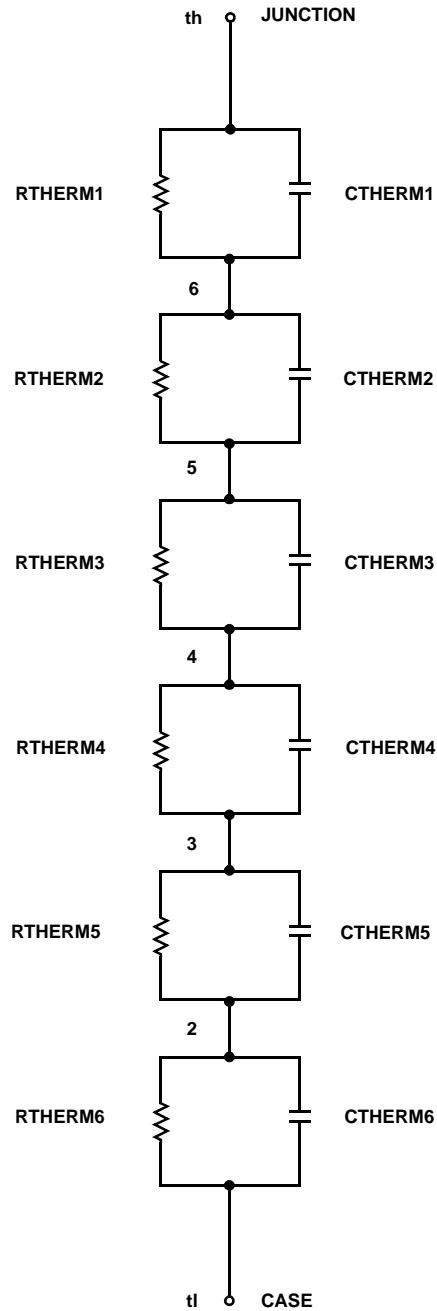 th JUNCTION
RTHERM1 CTHERM1
6
RTHERM2 CTHERM2
5
RTHERM3 CTHERM3
4
RTHERM4 CTHERM4
3
RTHERM5 CTHERM5
2
RTHERM6 CTHERM6
tl CASE